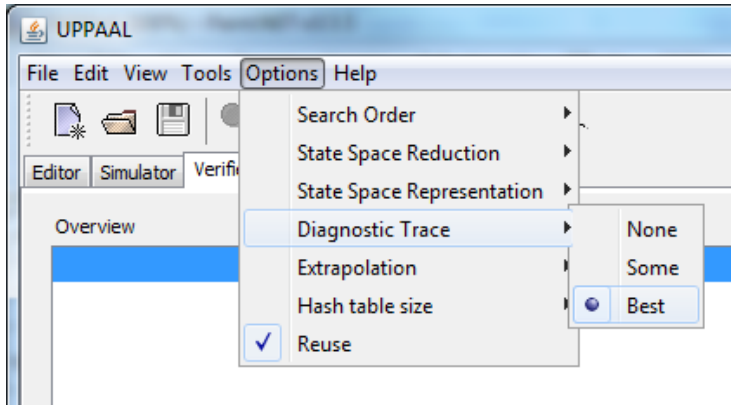 UPPAAL
File Edit View Tools Options Help
Editor Simulator
Overview
Search Order
State Space Reduction
State Space Representation
Diagnostic Trace
Extrapolation
Hash table size
Reuse
None
Some
Best